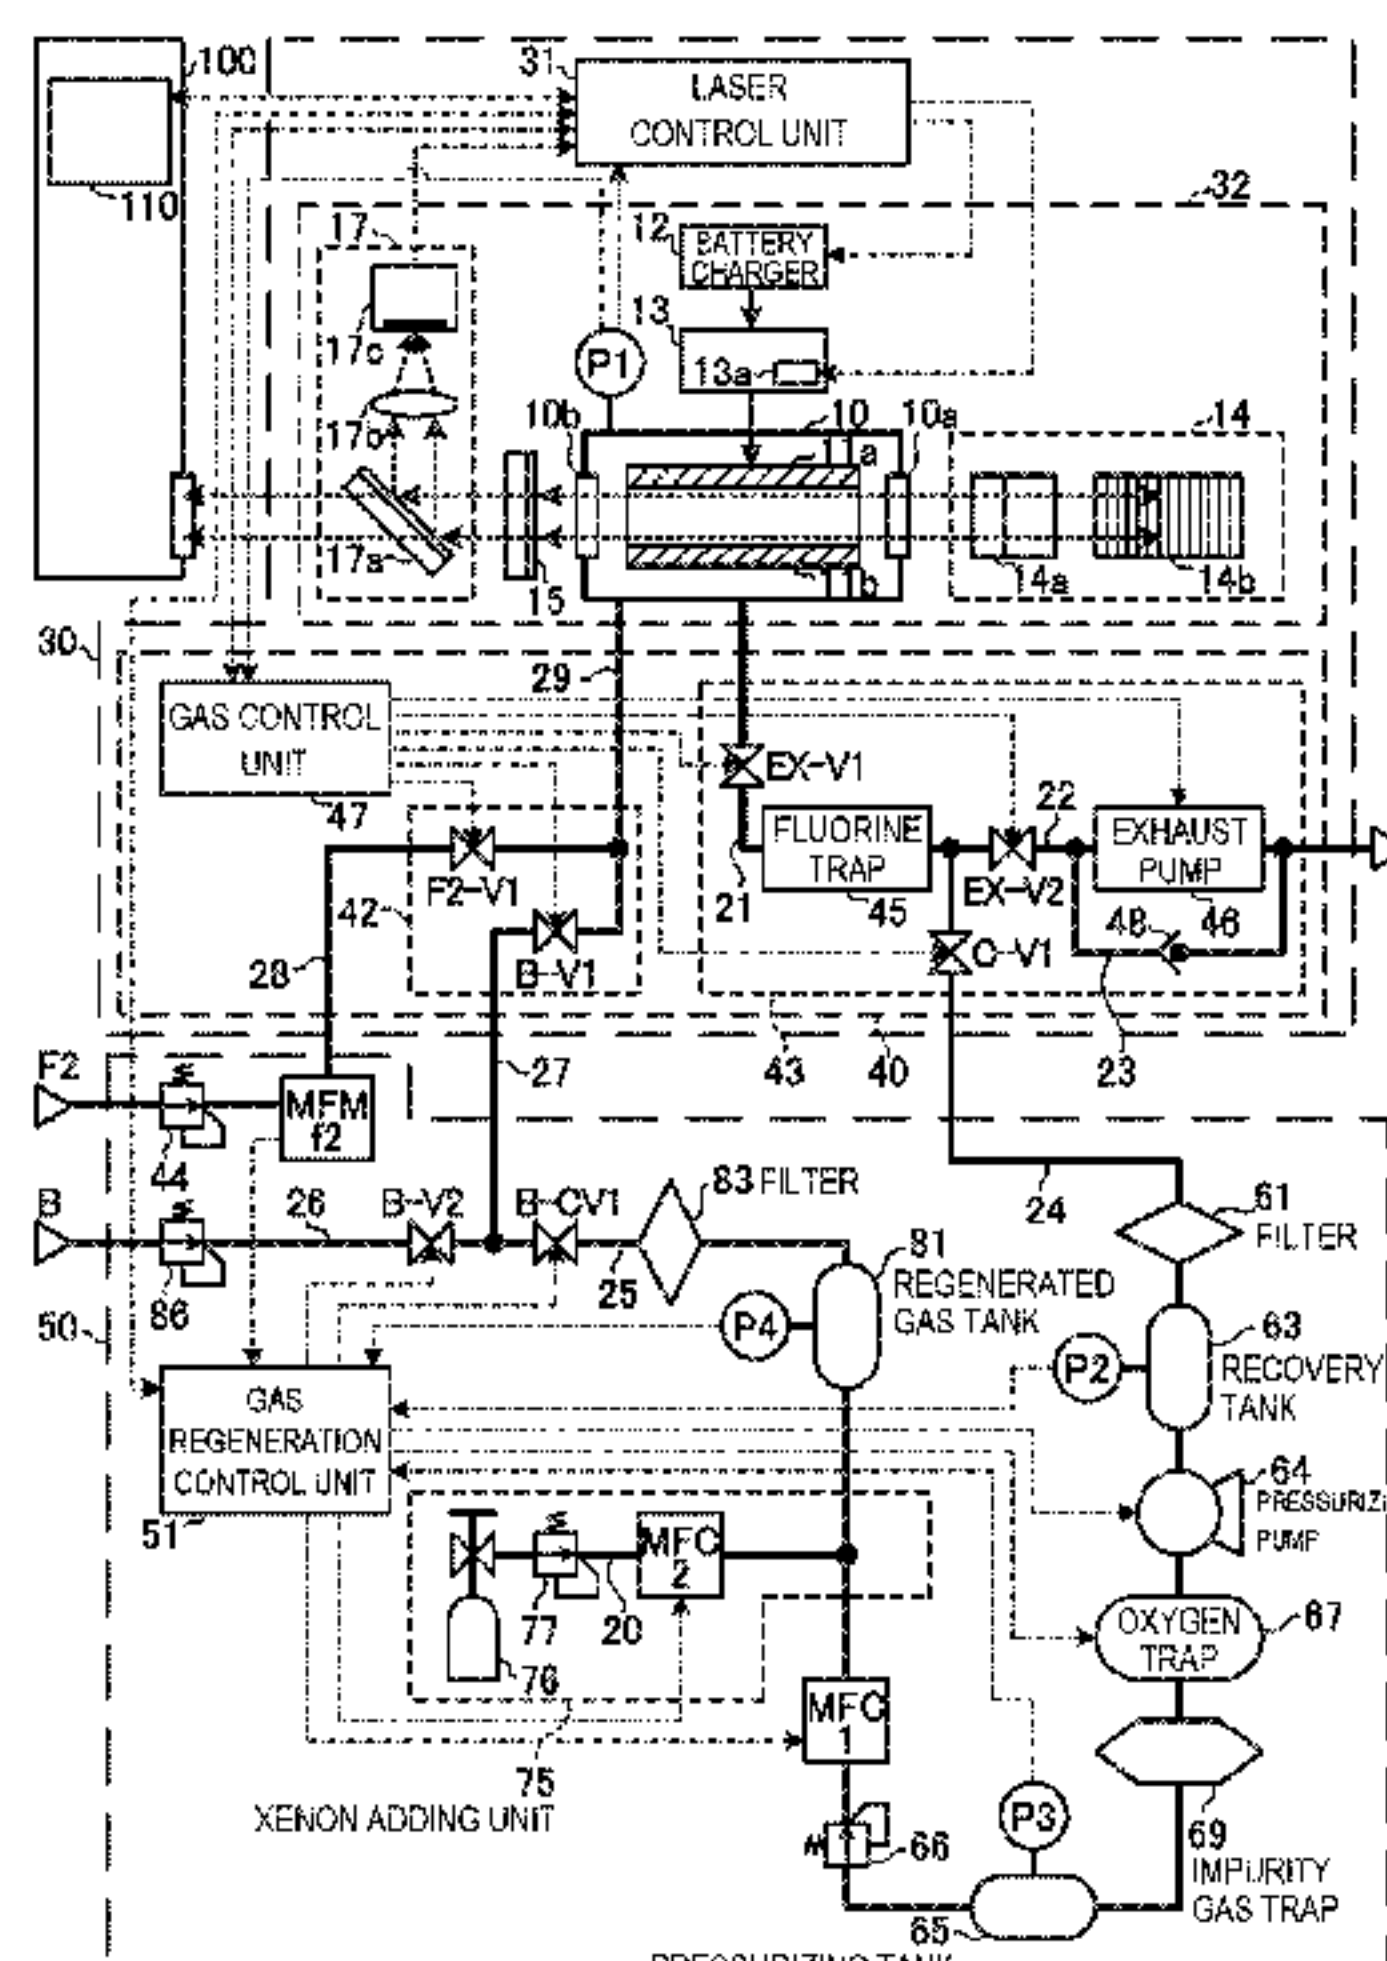 100
31
LASER
CONTROL UNIT
110
32
17
12
BATTERY
CHARGER
13
17c
P1
13a
10b
10
10a
14
17b
11a
17a
15
11b
14a
14b
30
29
GAS CONTROL
UNIT
47
EX-V1
22
FLUORINE
TRAP
EXHAUST
PUMP
F2-V1
42
21
45
EX-V2
48
46
28
B-V1
C-V1
F2
27
43
40
23
MFM
f2
44
83 FILTER
24
B
26
B-V2
B-CV1
61
FILTER
81
REGENERATED
GAS TANK
86
25
50
P4
63
P2
RECOVERY
TANK
GAS
REGENERATION
CONTROL UNIT
51
64
PRESSURIZI
PUMP
MFC
2
77
20
76
OXYGEN
TRAP
67
MFC
1
75
XENON ADDING UNIT
P3
66
69
IMPURITY
GAS TRAP
65
PRESSURIZING TANK